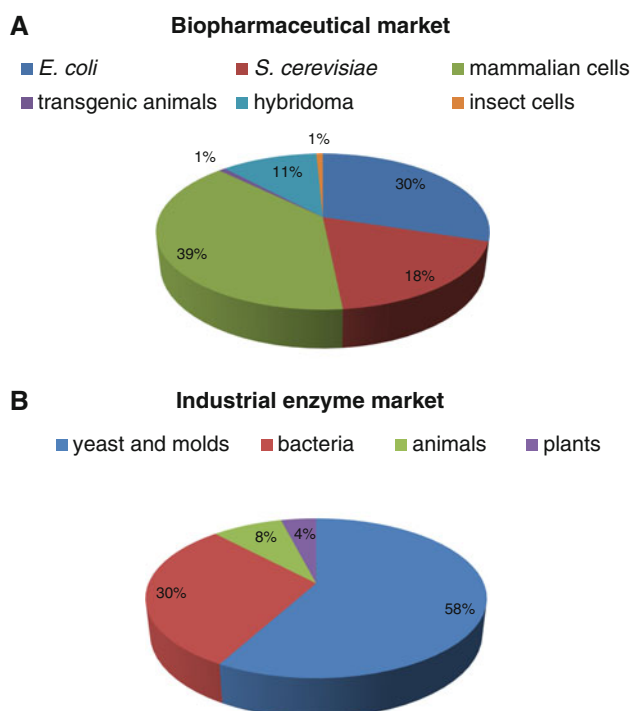 A Biopharmaceutical market
E. coli S. cerevisiae mammalian cells
transgenic animals hybridoma insect cells
1%
1%
11%
30%
39%
18%
B Industrial enzyme market
yeast and molds bacteria animals plants
8% 4%
30%
58%